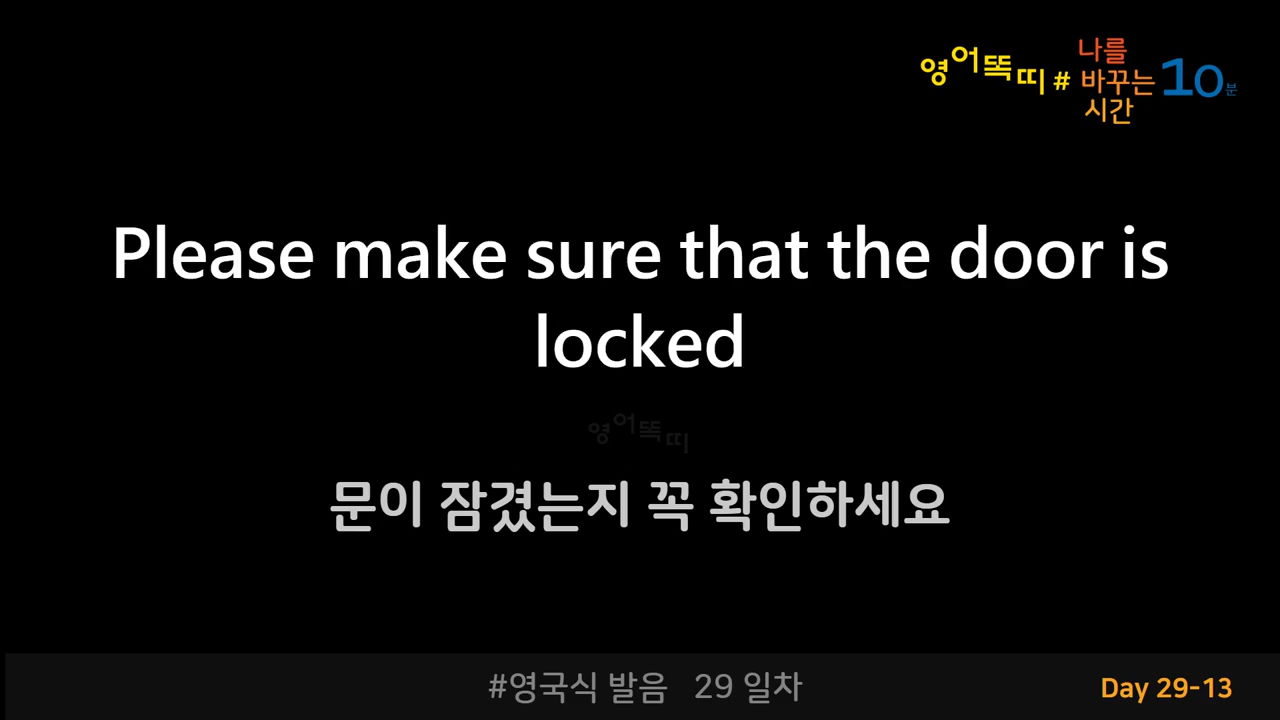 영어똑띠 # 나를 바꾸는 시간 10분
Please make sure that the door is
locked
영어똑띠
문이 잠겼는지 꼭 확인하세요
#영국식 발음 29 일차
Day 29-13